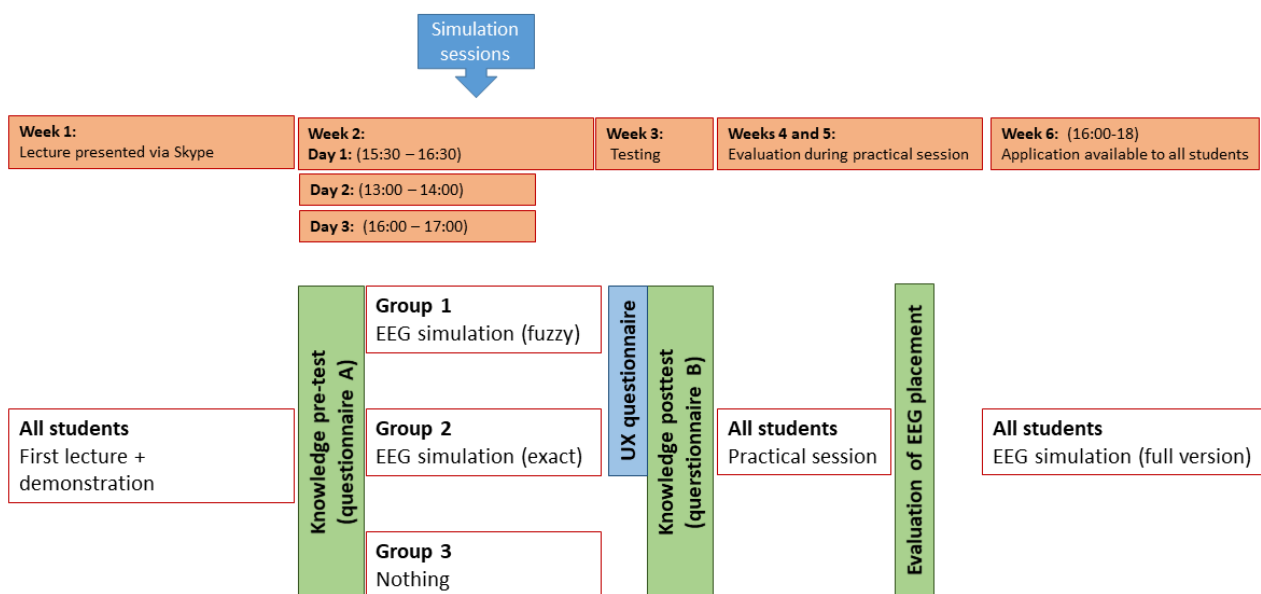 Simulation
sessions
Week 1:
Lecture presented via Skype
Week 2:
Day 1: (15:30 – 16:30)
Day 2: (13:00 – 14:00)
Day 3: (16:00 – 17:00)
Week 3:
Testing
Weeks 4 and 5:
Evaluation during practical session
Week 6: (16:00-18)
Application available to all students
All students
First lecture +
demonstration
Knowledge pre-test
(questionnaire A)
Group 1
EEG simulation (fuzzy)
Group 2
EEG simulation (exact)
Group 3
Nothing
UX questionnaire
Knowledge posttest
(querstionnaire B)
All students
Practical session
Evaluation of EEG placement
All students
EEG simulation (full version)